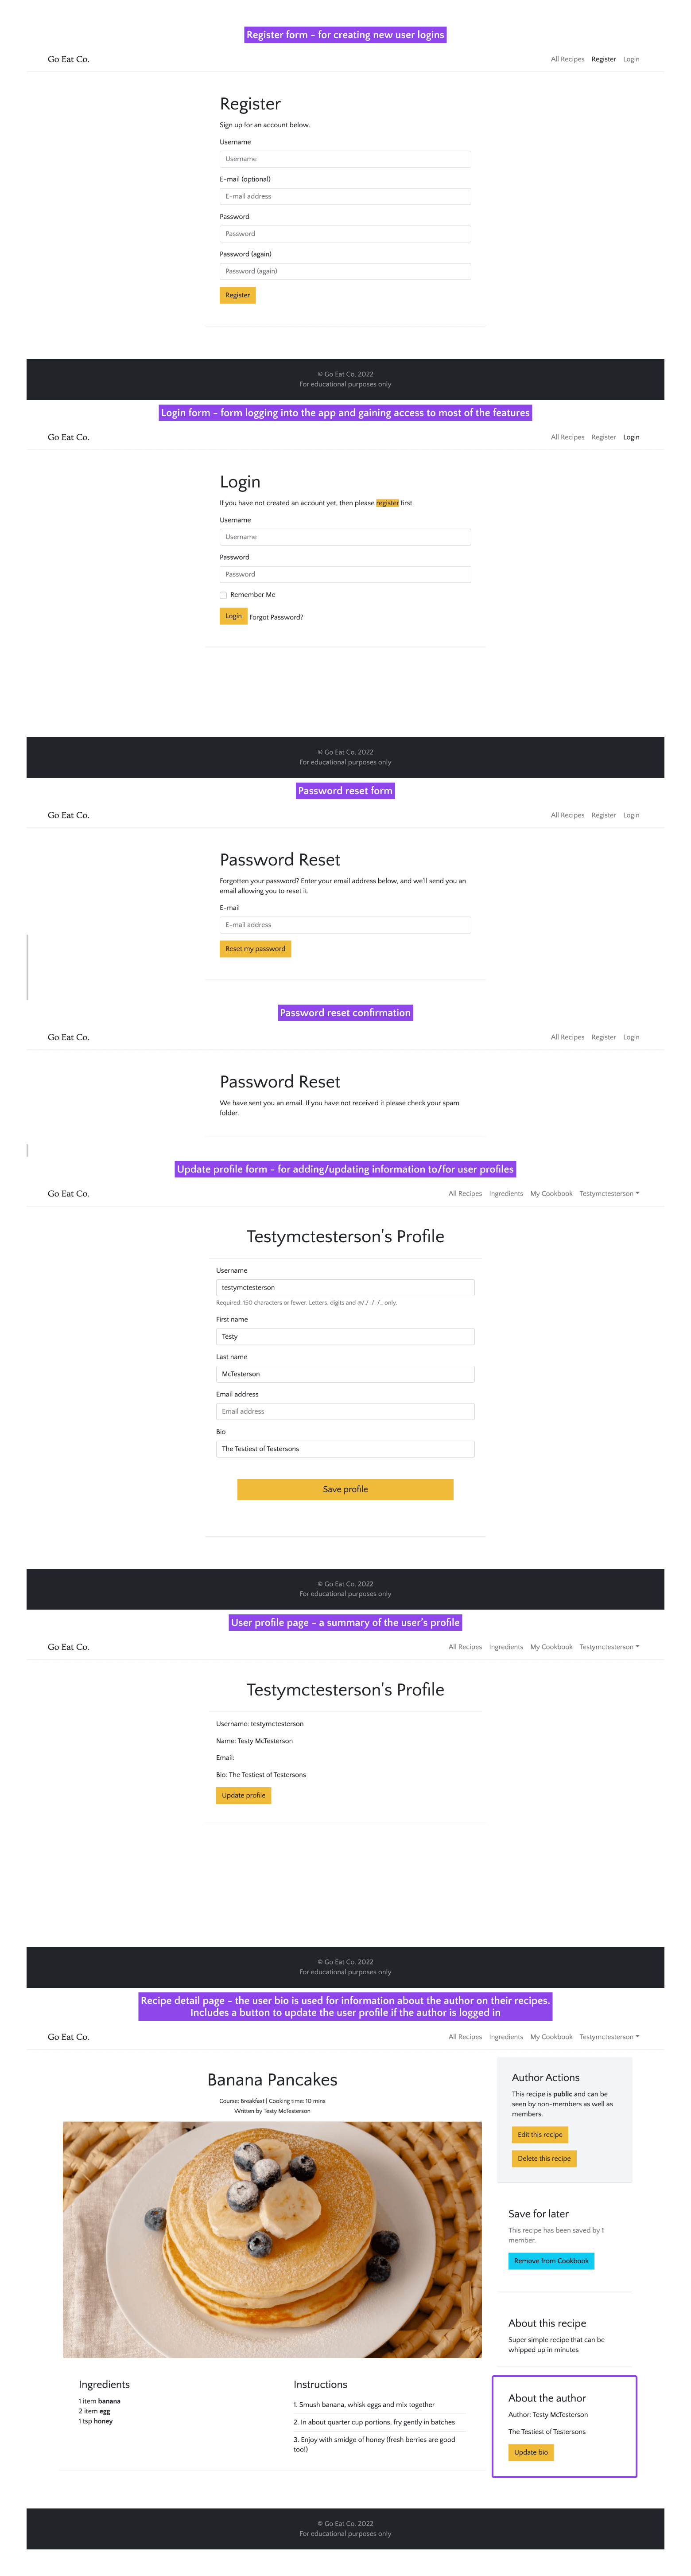 Register form - for creating new user logins
Go Eat Co.
All Recipes Register Login
Register
Sign up for an account below.
Username
Username
E-mail (optional)
E-mail address
Password
Password
Password (again)
Password (again)
Register
© Go Eat Co. 2022
For educational purposes only
Login form - form logging into the app and gaining access to most of the features
Go Eat Co.
All Recipes Register Login
Login
If you have not created an account yet, then please register first.
Username
Username
Password
Password
Remember Me
Login Forgot Password?
© Go Eat Co. 2022
For educational purposes only
Password reset form
Go Eat Co.
All Recipes Register Login
Password Reset
Forgotten your password? Enter your email address below, and we'll send you an
email allowing you to reset it.
E-mail
E-mail address
Reset my password
Password reset confirmation
Go Eat Co.
All Recipes Register Login
Password Reset
We have sent you an email. If you have not received it please check your spam
folder.
Update profile form - for adding/updating information to/for user profiles
Go Eat Co.
All Recipes Ingredients My Cookbook Testymctesterson
Testymctesterson's Profile
Username
testymctesterson
Required. 150 characters or fewer. Letters, digits and @/./+/-/_ only.
First name
Testy
Last name
McTesterson
Email address
Email address
Bio
The Testiest of Testersons
Save profile
© Go Eat Co. 2022
For educational purposes only
User profile page - a summary of the user's profile
Go Eat Co.
All Recipes Ingredients My Cookbook Testymctesterson
Testymctesterson's Profile
Username: testymctesterson
Name: Testy McTesterson
Email:
Bio: The Testiest of Testersons
Update profile
© Go Eat Co. 2022
For educational purposes only
Recipe detail page - the user bio is used for information about the author on their recipes.
Includes a button to update the user profile if the author is logged in
Go Eat Co.
All Recipes Ingredients My Cookbook Testymctesterson
Banana Pancakes
Course: Breakfast | Cooking time: 10 mins
Written by Testy McTesterson
Author Actions
This recipe is public and can be
seen by non-members as well as
members.
Edit this recipe
Delete this recipe
Save for later
This recipe has been saved by 1
member.
Remove from Cookbook
About this recipe
Super simple recipe that can be
whipped up in minutes
Ingredients
1 item banana
2 item egg
1 tsp honey
Instructions
1. Smush banana, whisk eggs and mix together
2. In about quarter cup portions, fry gently in batches
3. Enjoy with smidge of honey (fresh berries are good
too!)
About the author
Author: Testy McTesterson
The Testiest of Testersons
Update bio
© Go Eat Co. 2022
For educational purposes only